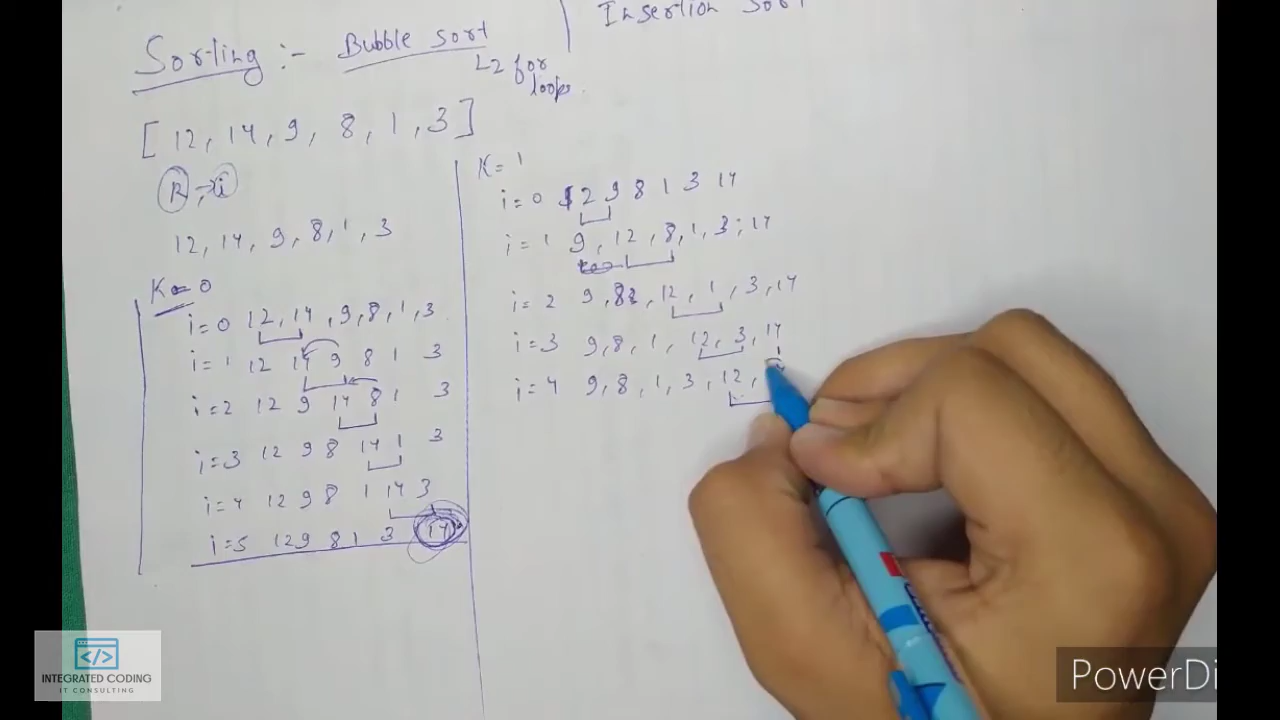 Sorting :- Bubble sort
Insertion Sort
L2 for
loops.
[12, 14, 9, 8, 1, 3]
12, 14, 9, 8, 1, 3
K = 0
i=0 12, 14, 9, 8, 1, 3
i=1 12 14 9 8 1 3
i=2 12 9 14 8 1 3
i=3 12 9 8 14 1 3
i=4 12 9 8 1 14 3
i=5 12 9 8 1 3 14
K = 1
i=0 12 9 8 1 3 14
i=1 9, 12, 8, 1, 3, 14
i=2 9, 8, 12, 1, 3, 14
i=3 9, 8, 1, 12, 3, 14
i=4 9, 8, 1, 3, 12,
INTEGRATED CODING
IT CONSULTING
PowerDi